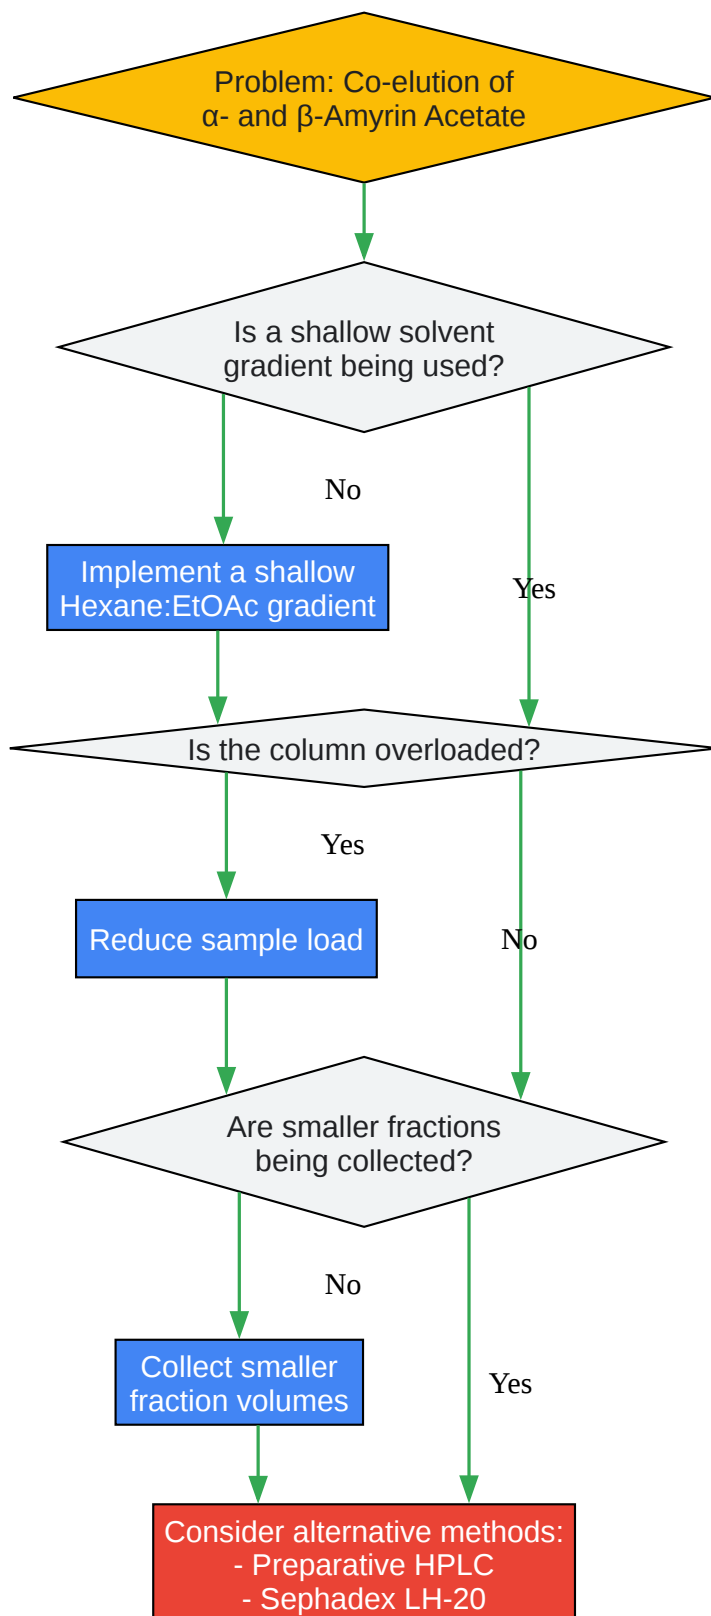 Problem: Co-elution of
α- and β-Amyrin Acetate
Is a shallow solvent
gradient being used?
No
Implement a shallow
Hexane:EtOAc gradient
Yes
Is the column overloaded?
Yes
Reduce sample load
No
Are smaller fractions
being collected?
No
Collect smaller
fraction volumes
Yes
Consider alternative methods:
- Preparative HPLC
- Sephadex LH-20